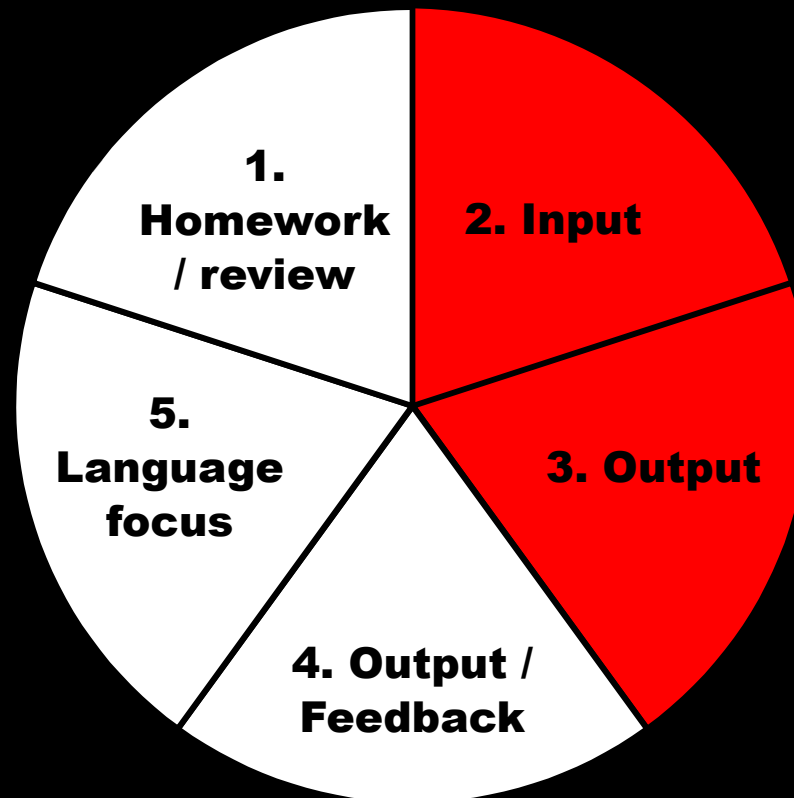 1.
Homework
/ review
2. Input
3. Output
4. Output /
Feedback
5.
Language
focus